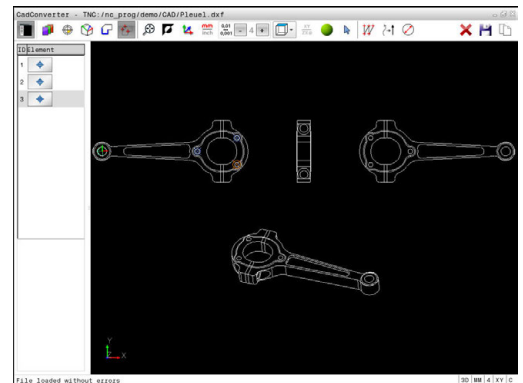 CadConverter - TNC:/nc_prog/demo/CAD/Pleuel.dxf
mm inch 0,01 0,001 4
ID Element
1
2
3
Y
Z X
File loaded without errors
3D MM 4 XY C